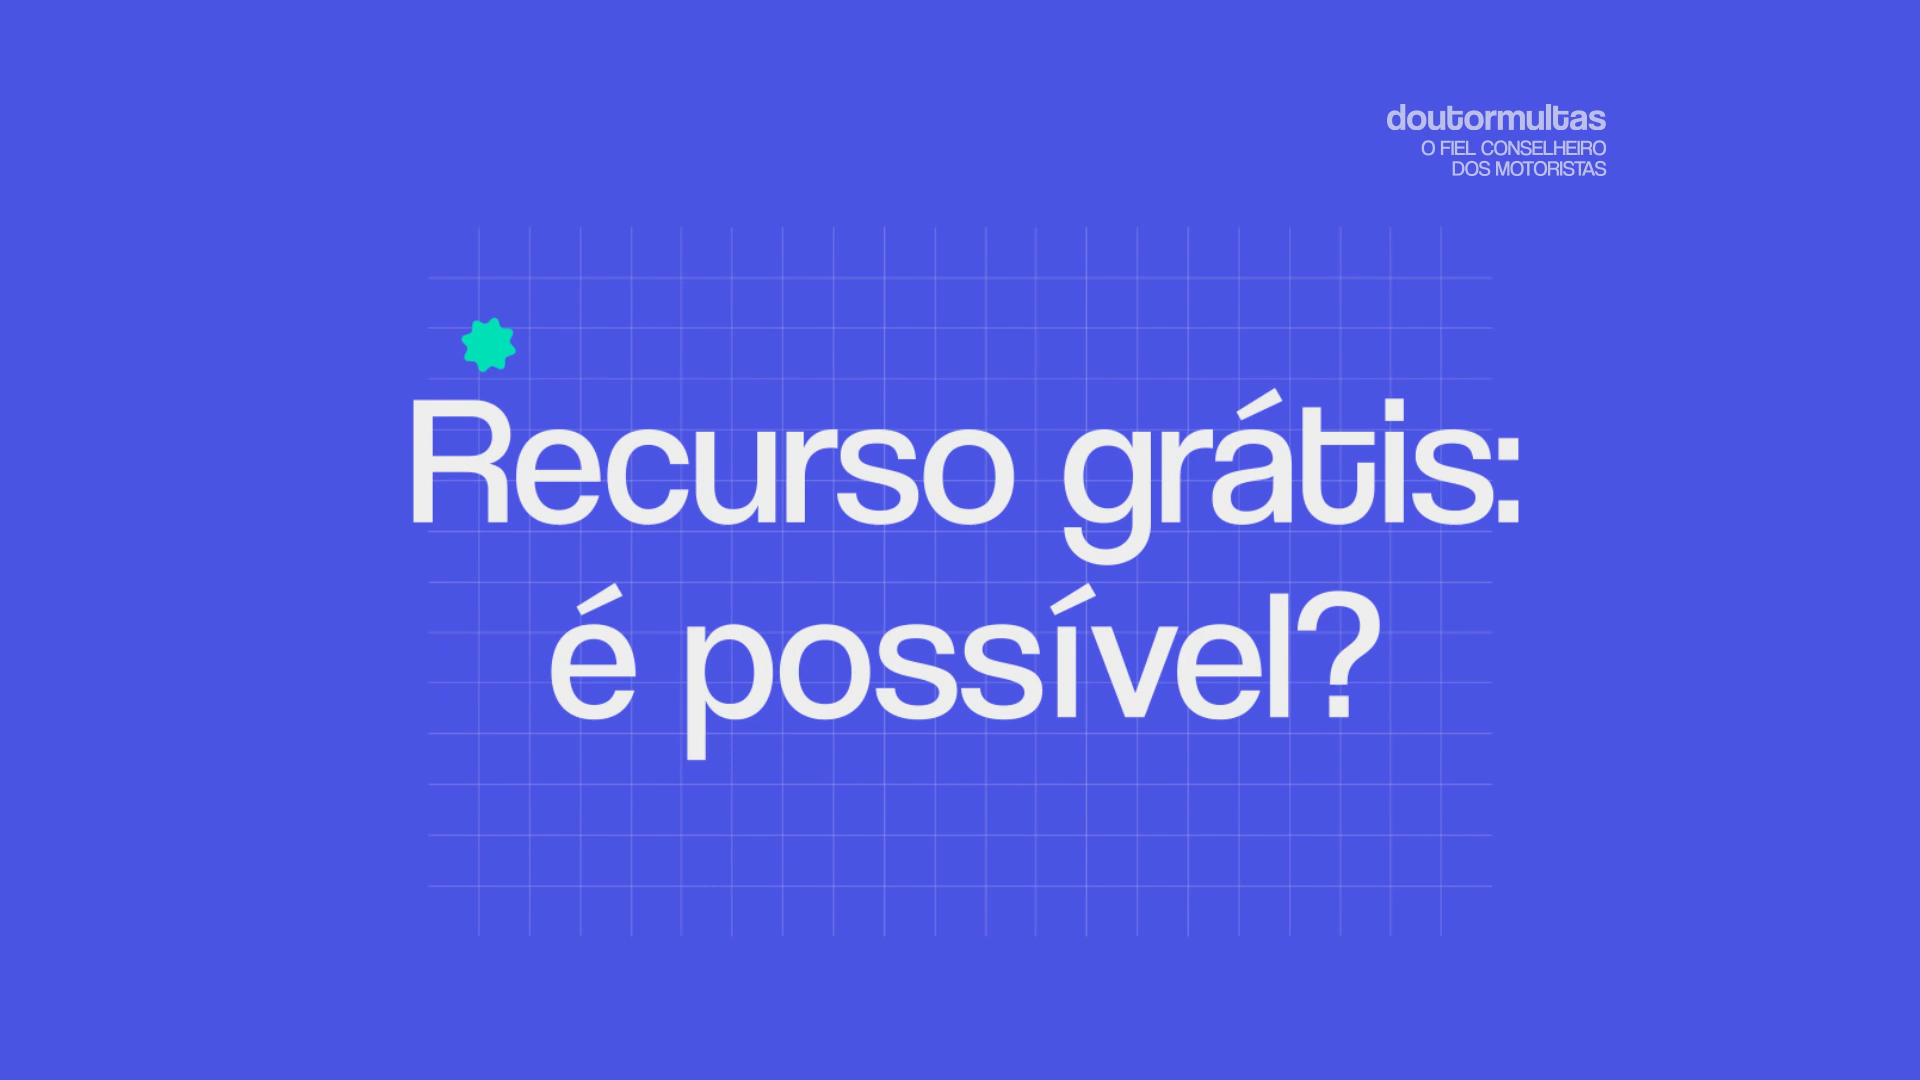 doutormultas
O FIEL CONSELHEIRO
DOS MOTORISTAS
Recurso grátis:
é possível?